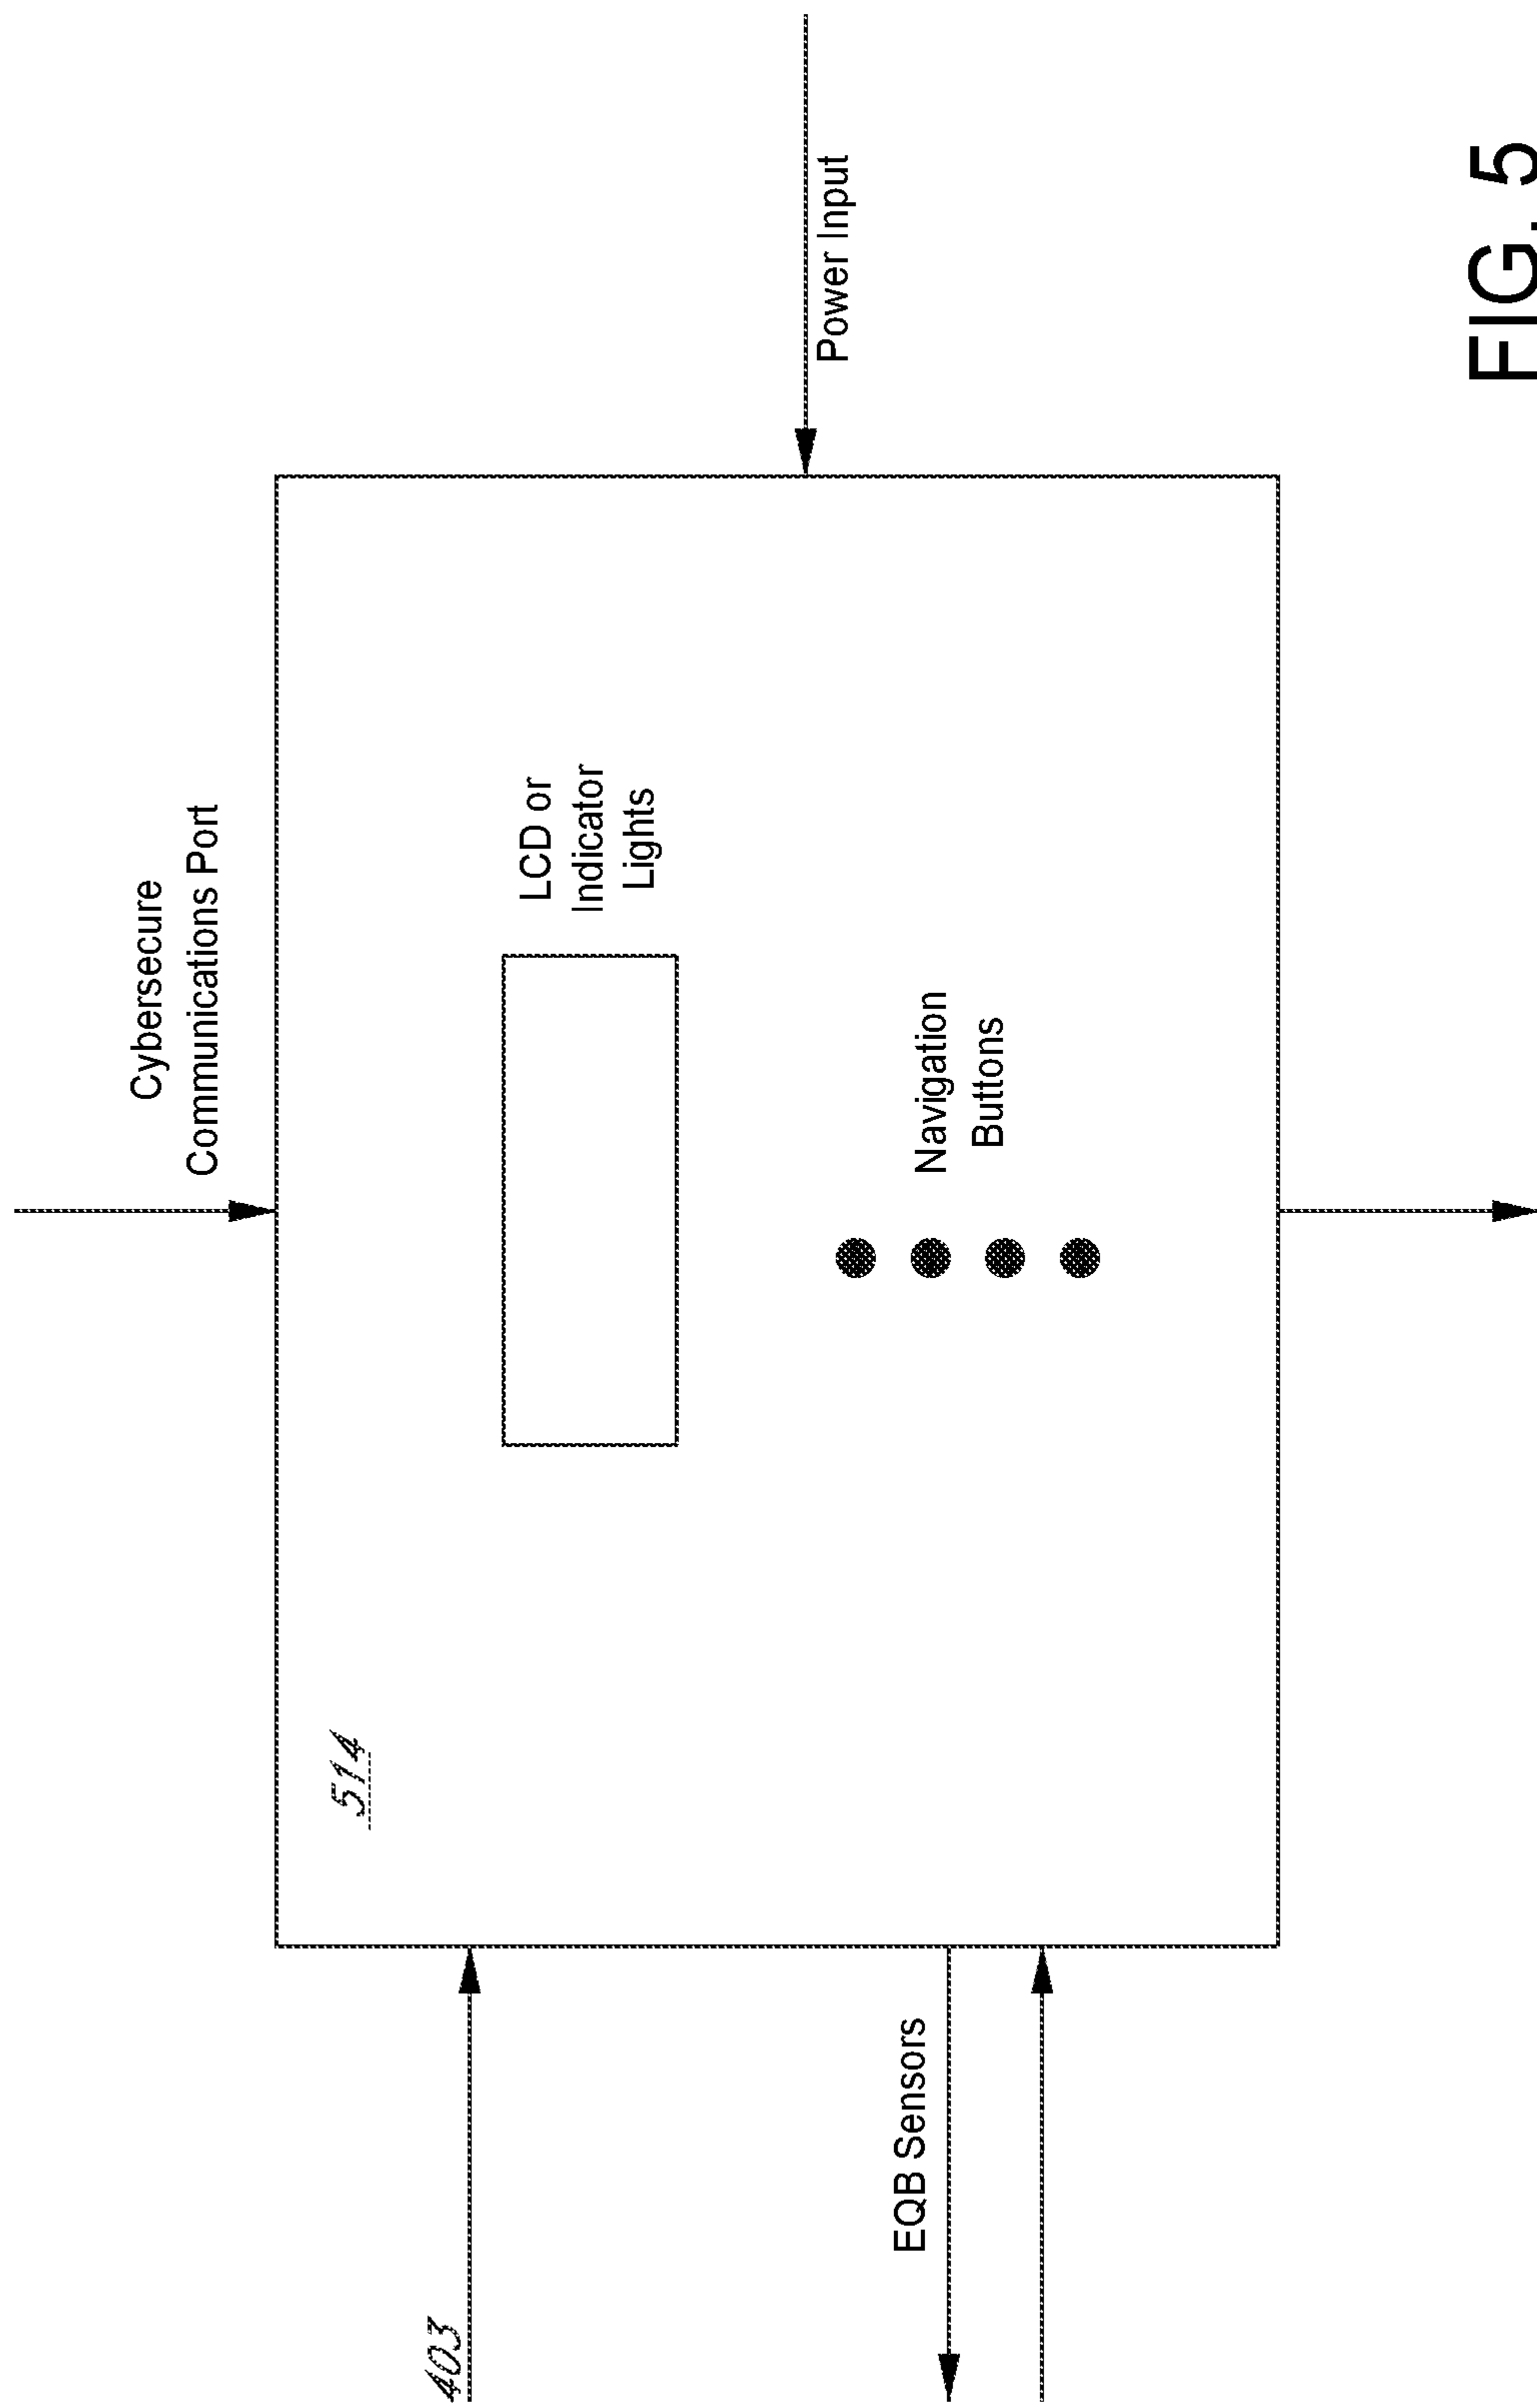 Cybersecure
Communications Port
403
514
LCD or
Indicator
Lights
Navigation
Buttons
EQB Sensors
Power Input
FIG. 5